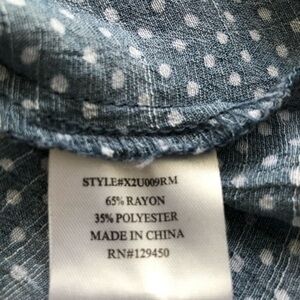 STYLE#X2U009RM
65% RAYON
35% POLYESTER
MADE IN CHINA
RN#129450